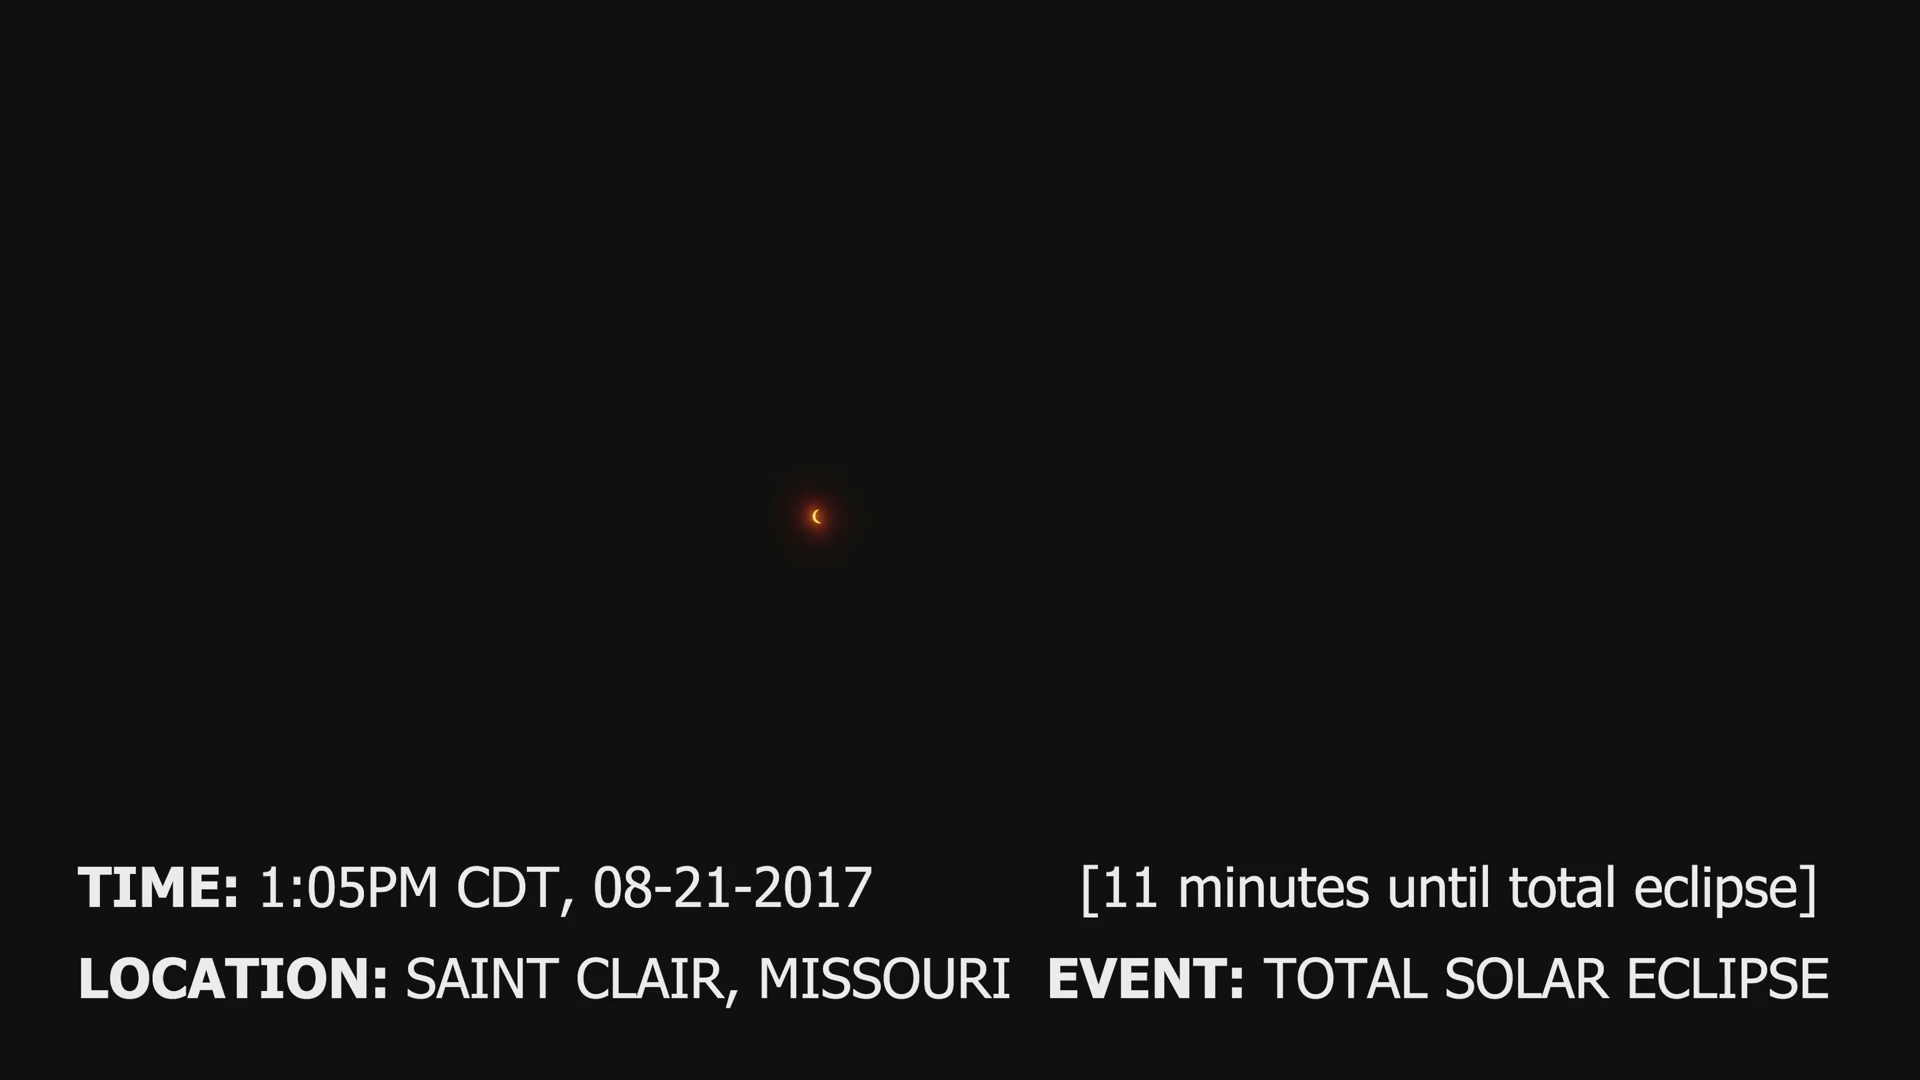 TIME: 1:05PM CDT, 08-21-2017 [11 minutes until total eclipse]
LOCATION: SAINT CLAIR, MISSOURI EVENT: TOTAL SOLAR ECLIPSE